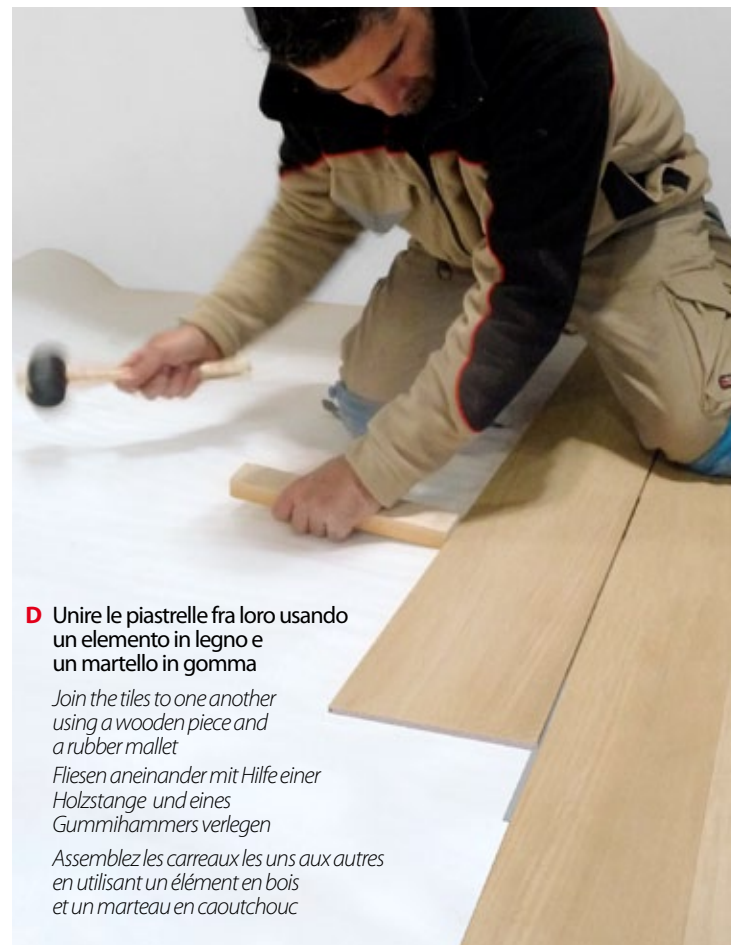 D Unire le piastrelle fra loro usando
un elemento in legno e
un martello in gomma
Join the tiles to one another
using a wooden piece and
a rubber mallet
Fliesen aneinander mit Hilfe einer
Holzstange und eines
Gummihammers verlegen
Assemblez les carreaux les uns aux autres
en utilisant un élément en bois
et un marteau en caoutchouc